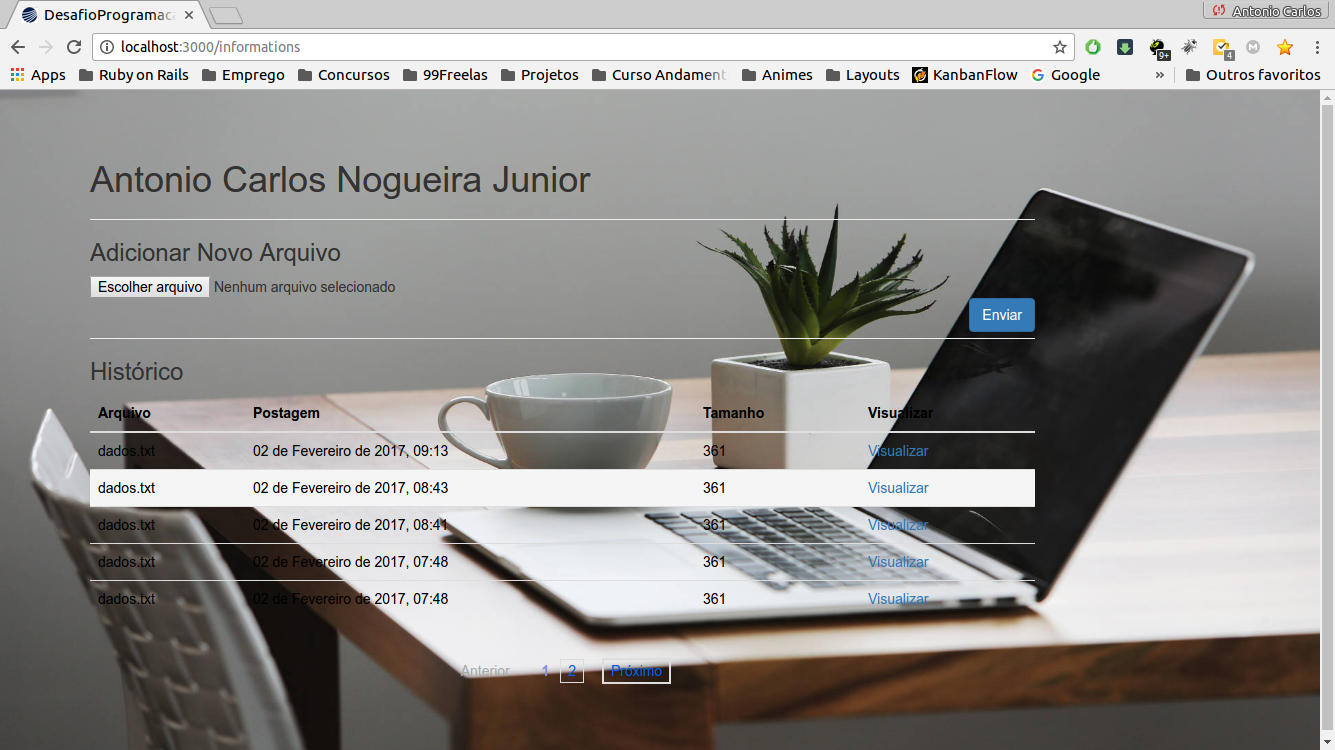 DesafioProgramaca
Antonio Carlos
localhost:3000/informations
9+
4
Apps Ruby on Rails Emprego Concursos 99Freelas Projetos Curso Andament Animes Layouts KanbanFlow Google » Outros favoritos
Antonio Carlos Nogueira Junior
Adicionar Novo Arquivo
Escolher arquivo Nenhum arquivo selecionado
Enviar
Histórico
Arquivo Postagem Tamanho Visualizar
dados.txt 02 de Fevereiro de 2017, 09:13 361 Visualizar
dados.txt 02 de Fevereiro de 2017, 08:43 361 Visualizar
dados.txt 02 de Fevereiro de 2017, 08:41 361 Visualizar
dados.txt 02 de Fevereiro de 2017, 07:48 361 Visualizar
dados.txt 02 de Fevereiro de 2017, 07:48 361 Visualizar
Anterior 1 2 Próximo